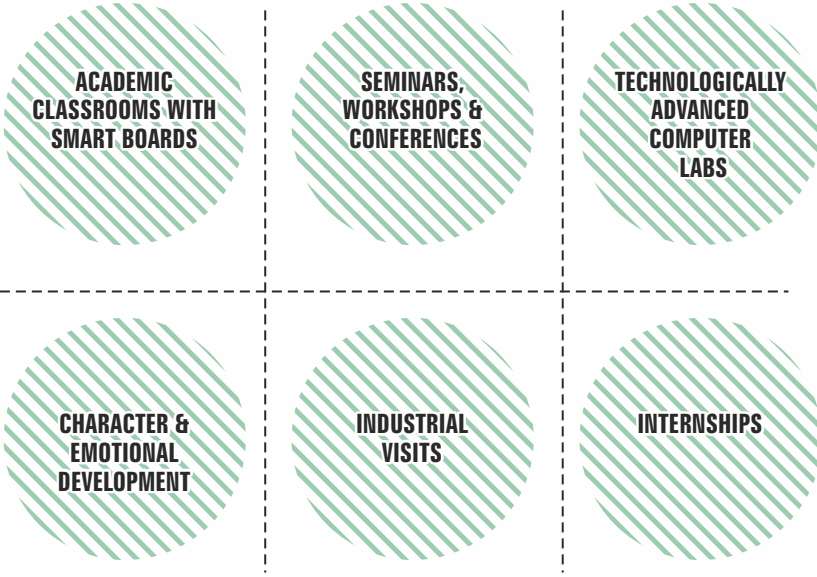 ACADEMIC
CLASSROOMS WITH
SMART BOARDS
SEMINARS,
WORKSHOPS &
CONFERENCES
TECHNOLOGICALLY
ADVANCED
COMPUTER
LABS
CHARACTER &
EMOTIONAL
DEVELOPMENT
INDUSTRIAL
VISITS
INTERNSHIPS